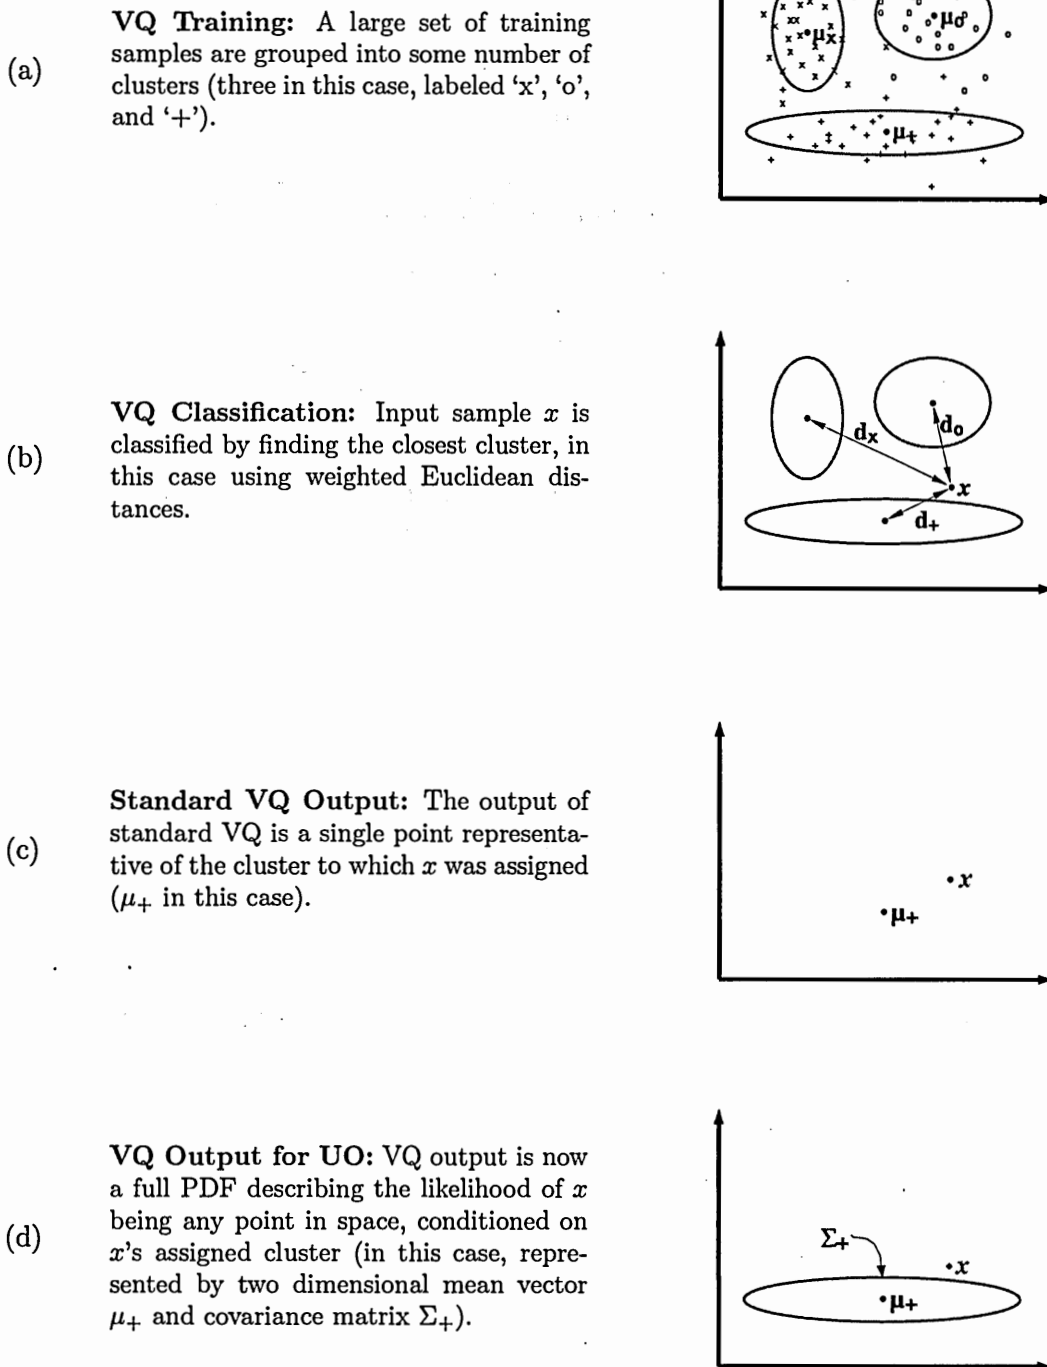 (a)
VQ Training: A large set of training
samples are grouped into some number of
clusters (three in this case, labeled ‘x’, ‘o’,
and ‘+’).
μx
μo
μ+
(b)
VQ Classification: Input sample x is
classified by finding the closest cluster, in
this case using weighted Euclidean dis-
tances.
dx
do
x
d+
(c)
Standard VQ Output: The output of
standard VQ is a single point representa-
tive of the cluster to which x was assigned
(μ+ in this case).
x
μ+
(d)
VQ Output for UO: VQ output is now
a full PDF describing the likelihood of x
being any point in space, conditioned on
x's assigned cluster (in this case, repre-
sented by two dimensional mean vector
μ+ and covariance matrix Σ+).
Σ+
x
μ+